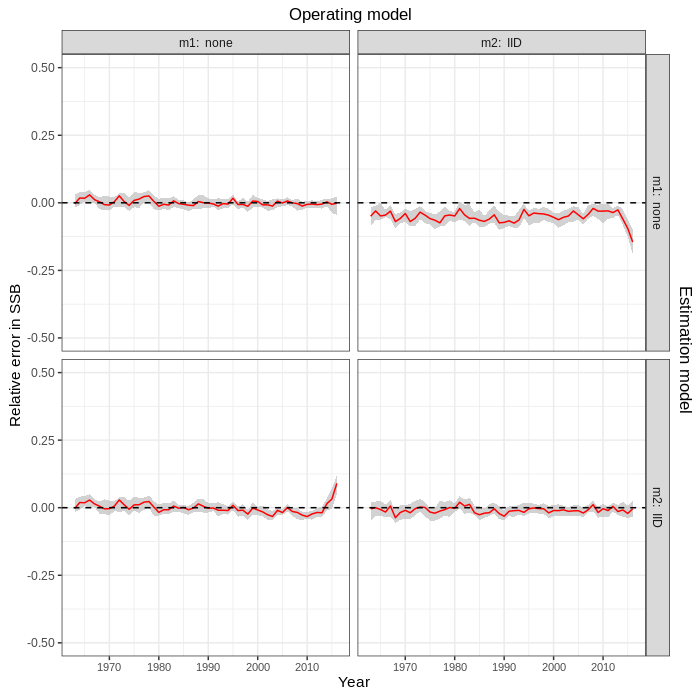 Operating model
m1: none
m2: IID
0.50
0.25
0.00
-0.25
-0.50
m1: none
0.50
0.25
0.00
-0.25
-0.50
m2: IID
Relative error in SSB
Estimation model
1970 1980 1990 2000 2010
1970 1980 1990 2000 2010
Year